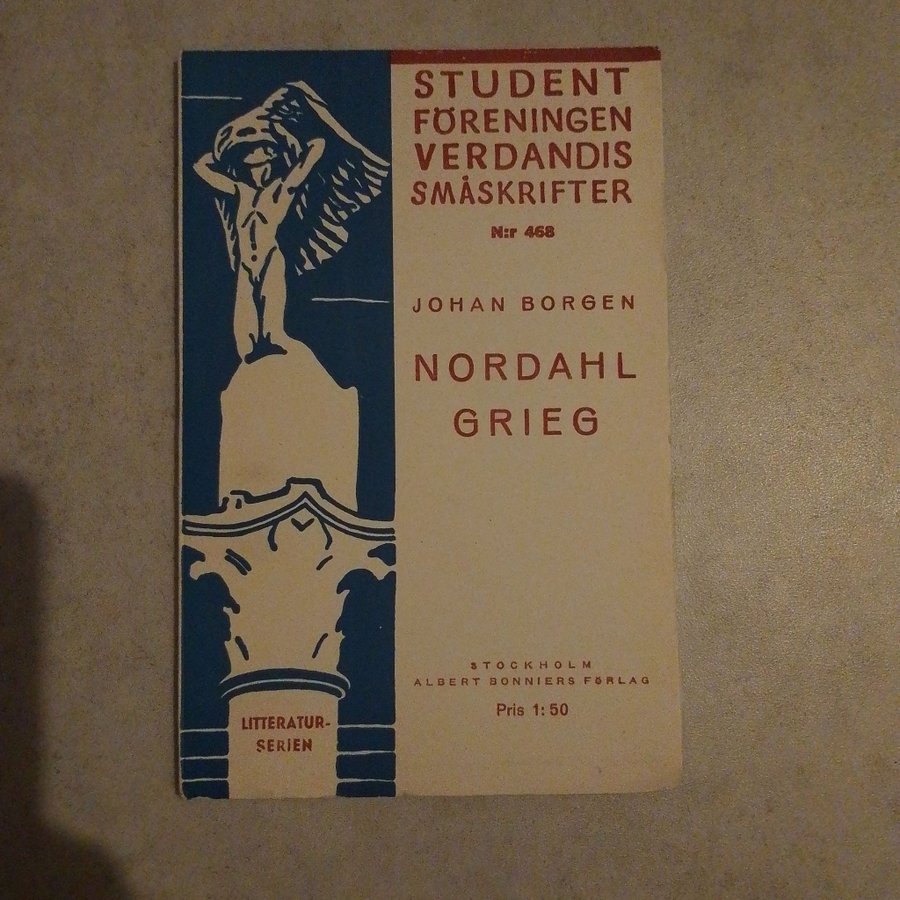 STUDENT
FÖRENINGEN
VERDANDIS
SMÅSKRIFTER
N:r 468
JOHAN BORGEN
NORDAHL
GRIEG
STOCKHOLM
ALBERT BONNIERS FÖRLAG
Pris 1:50
LITTERATUR-
SERIEN